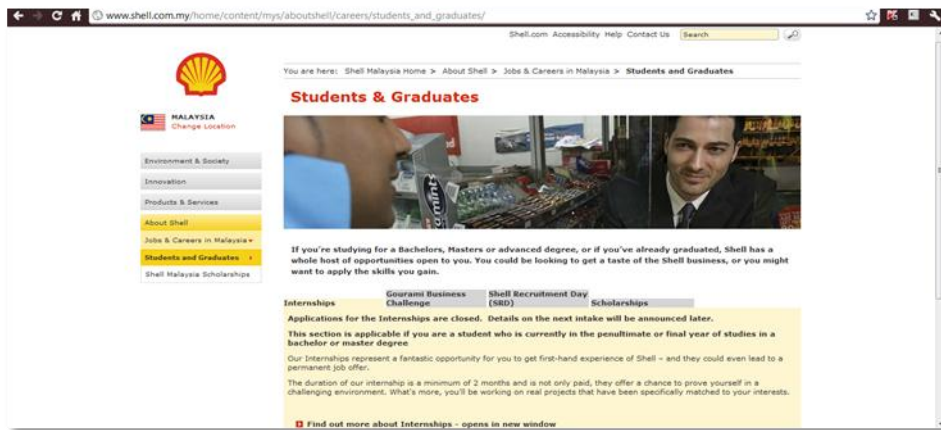 www.shell.com.my/home/content/mys/aboutshell/careers/students_and_graduates/
Shell.com Accessibility Help Contact Us Search
You are here: Shell Malaysia Home > About Shell > Jobs & Careers in Malaysia > Students and Graduates
Students & Graduates
MALAYSIA
Change Location
Environment & Society
Innovation
Products & Services
About Shell
Jobs & Careers in Malaysia
Students and Graduates
Shell Malaysia Scholarships
amint
If you're studying for a Bachelors, Masters or advanced degree, or if you've already graduated, Shell has a
whole host of opportunities open to you. You could be looking to get a taste of the Shell business, or you might
want to apply the skills you gain.
Internships
Gourami Business
Challenge
Shell Recruitment Day
(SRD)
Scholarships
Applications for the Internships are closed. Details on the next intake will be announced later.
This section is applicable if you are a student who is currently in the penultimate or final year of studies in a
bachelor or master degree
Our Internships represent a fantastic opportunity for you to get first-hand experience of Shell – and they could even lead to a
permanent job offer.
The duration of our internship is a minimum of 2 months and is not only paid, they offer a chance to prove yourself in a
challenging environment. What's more, you'll be working on real projects that have been specifically matched to your interests.
Find out more about Internships - opens in new window